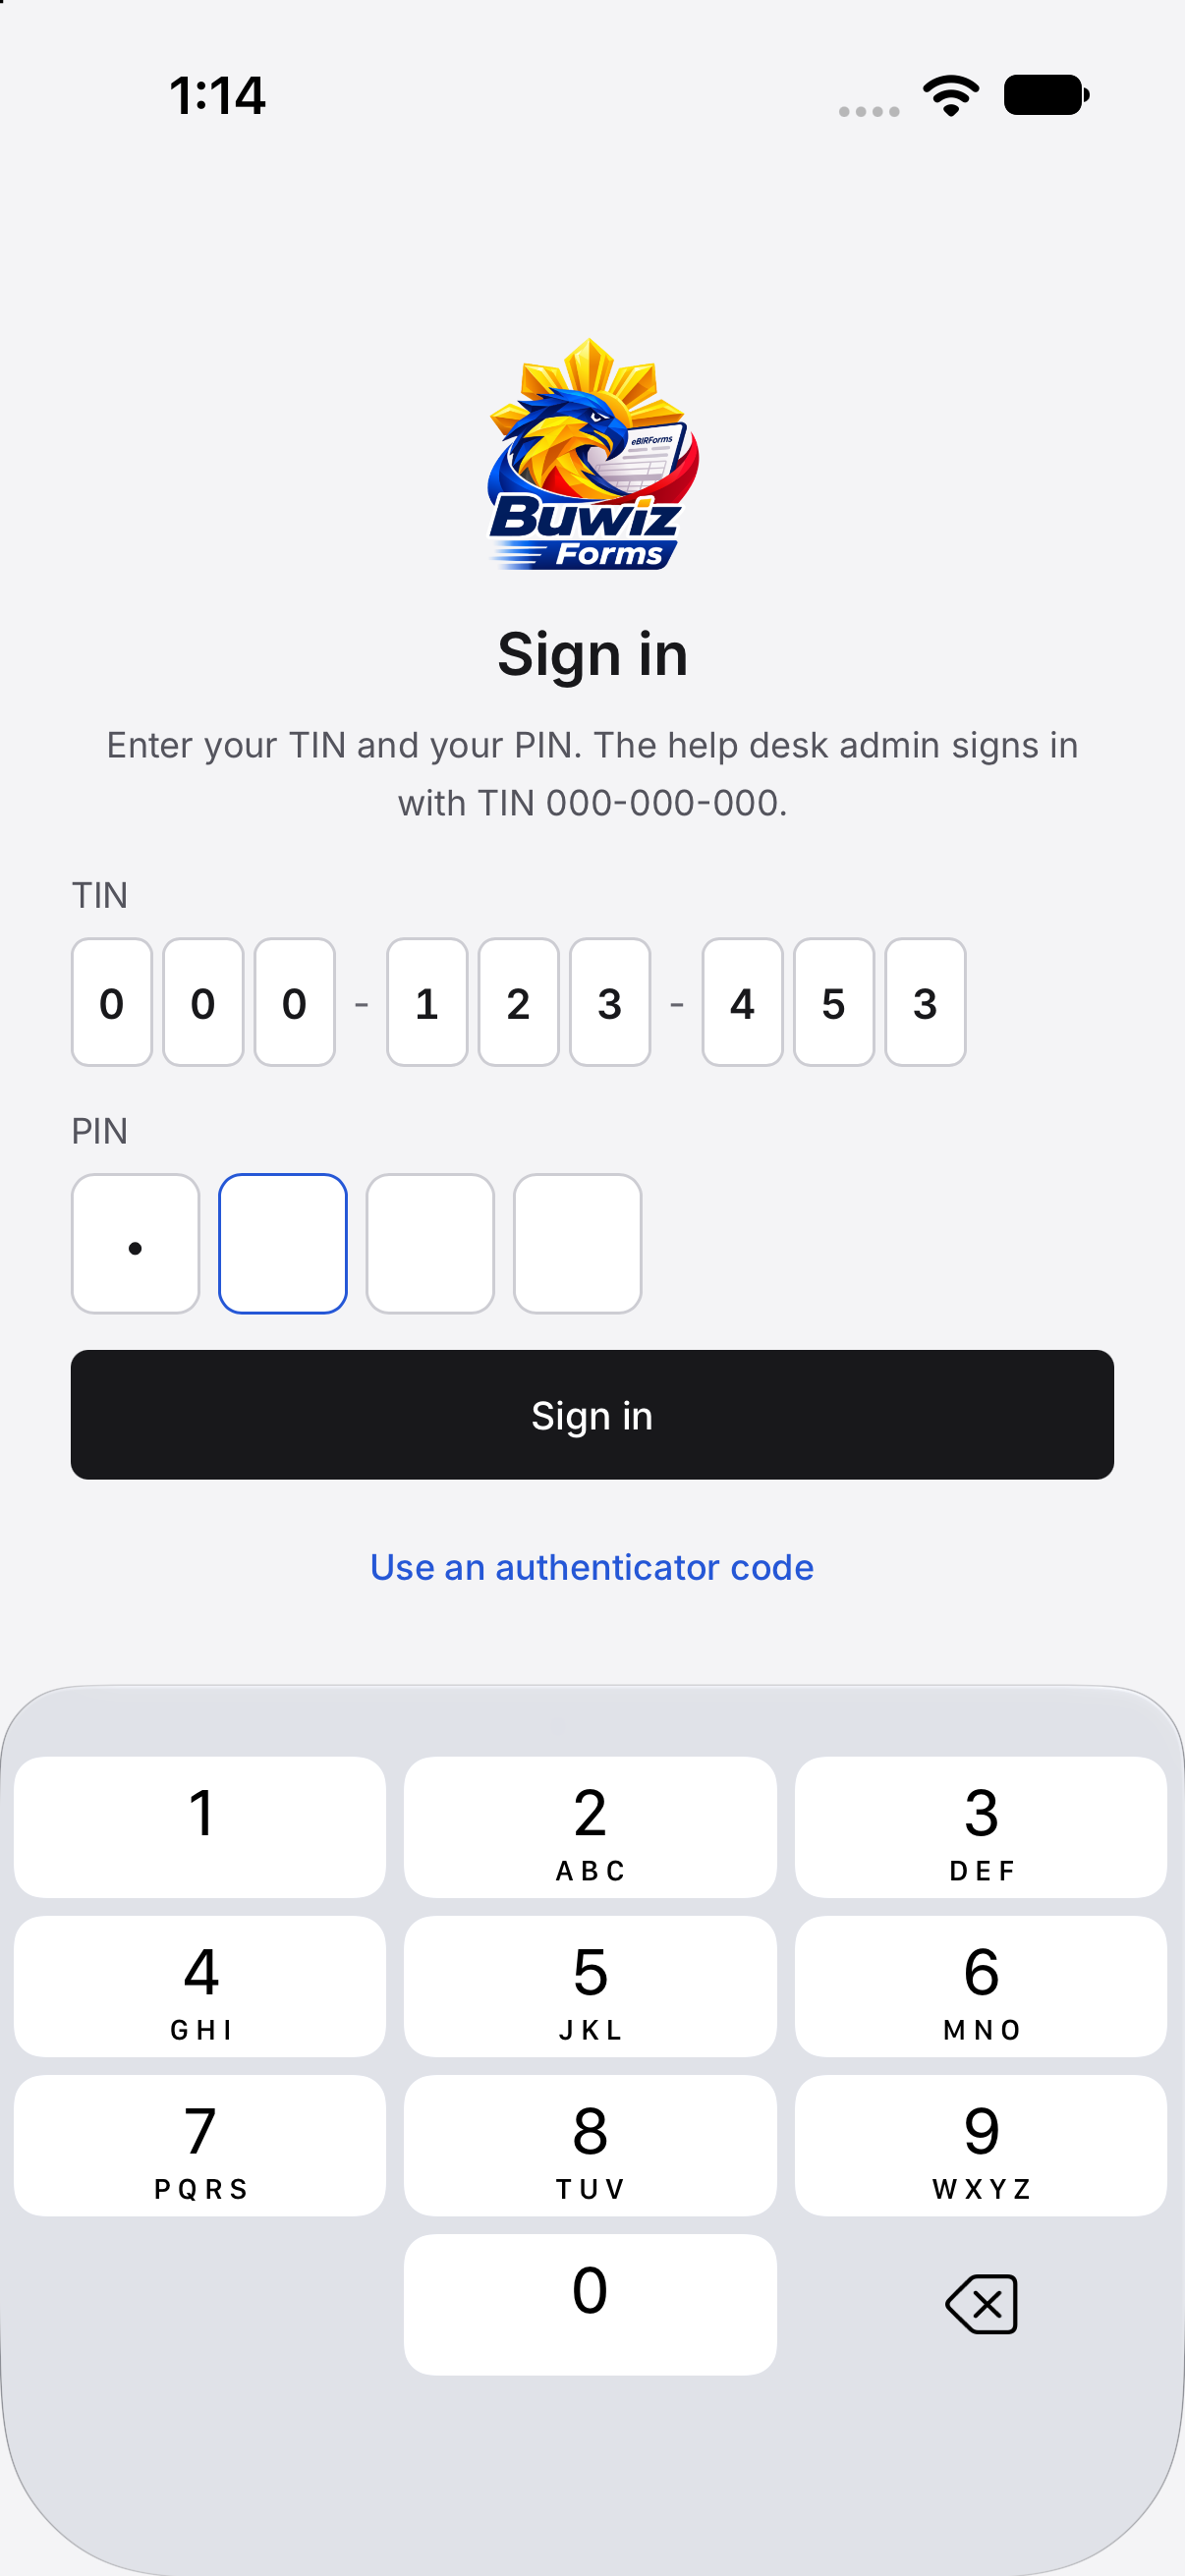 1:14
eBIRForms
Buwiz
Forms
Sign in
Enter your TIN and your PIN. The help desk admin signs in
with TIN 000-000-000.
TIN
0 0 0 - 1 2 3 - 4 5 3
PIN
•
Sign in
Use an authenticator code
1 2 3
ABC DEF
4 5 6
GHI JKL MNO
7 8 9
PQRS TUV WXYZ
0